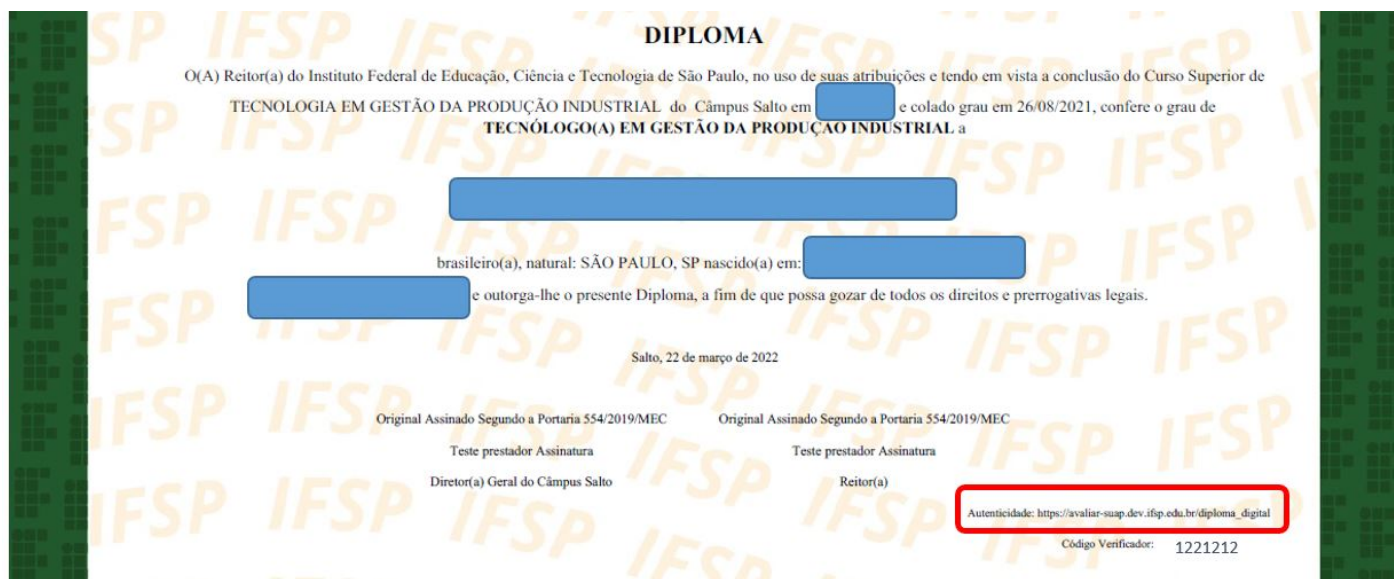 DIPLOMA
O(A) Reitor(a) do Instituto Federal de Educação, Ciência e Tecnologia de São Paulo, no uso de suas atribuições e tendo em vista a conclusão do Curso Superior de
TECNOLOGIA EM GESTÃO DA PRODUÇÃO INDUSTRIAL do Câmpus Salto em e colado grau em 26/08/2021, confere o grau de
TECNÓLOGO(A) EM GESTÃO DA PRODUÇÃO INDUSTRIAL a
brasileiro(a), natural: SÃO PAULO, SP nascido(a) em:
e outorga-lhe o presente Diploma, a fim de que possa gozar de todos os direitos e prerrogativas legais.
Salto, 22 de março de 2022
Original Assinado Segundo a Portaria 554/2019/MEC Original Assinado Segundo a Portaria 554/2019/MEC
Teste prestador Assinatura Teste prestador Assinatura
Diretor(a) Geral do Câmpus Salto Reitor(a)
Autenticidade: https://avaliar-suap.dev.ifsp.edu.br/diploma_digital
Código Verificador: 1221212